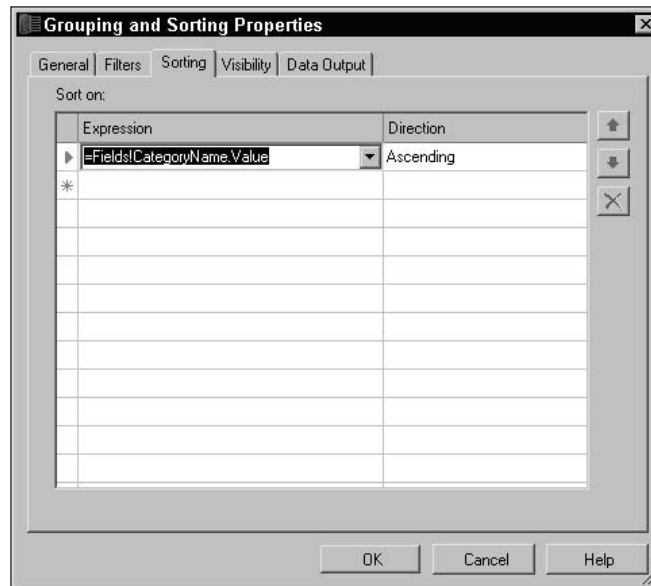 Grouping and Sorting Properties
General Filters Sorting Visibility Data Output
Sort on:
Expression Direction
=Fields!CategoryName.Value Ascending
OK Cancel Help